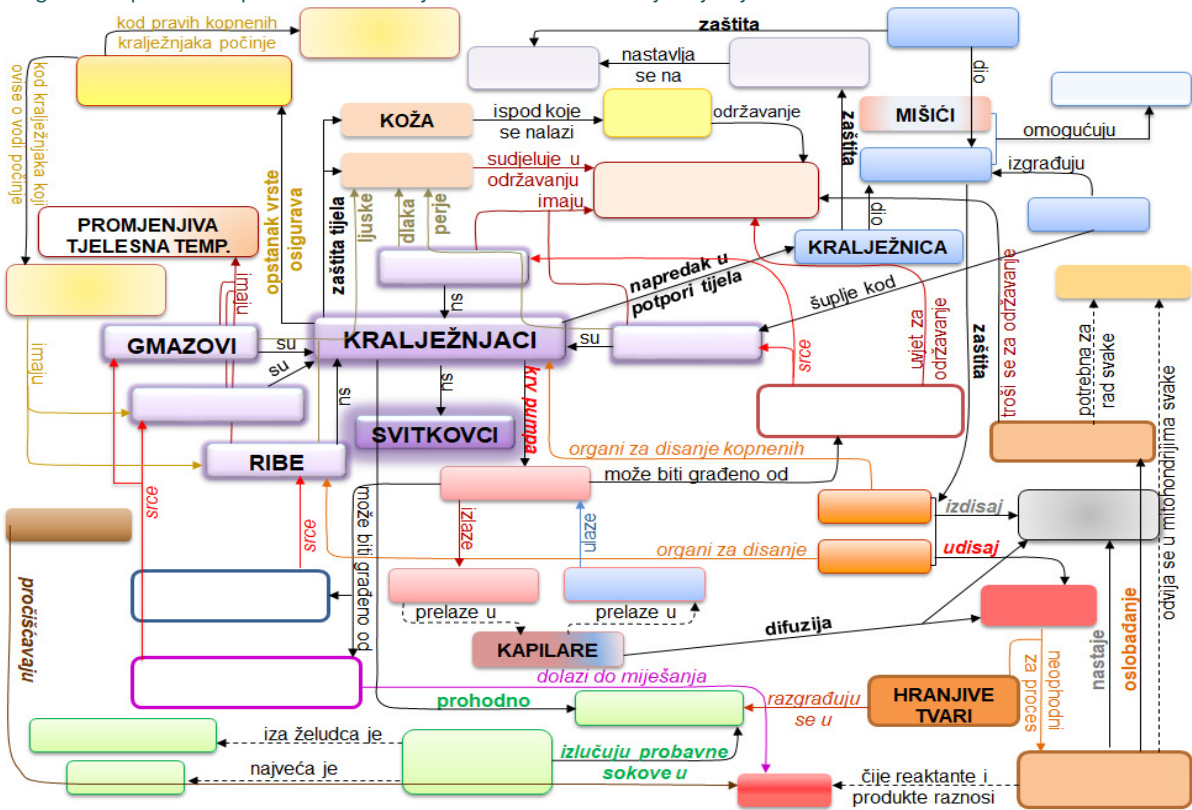 kod pravih kopnenih
kralježnjaka počinje
zaštita
nastavlja
se na
dio
kod kralježnjaka koji
ovise o vodi počinje
KOŽA
ispod koje
se nalazi
održavanje
zaštita
MIŠIĆI
omogućuju
izgrađuju
sudjeluje u
održavanju
imaju
ljuske
dlaka
perje
opstanak vrste
osigurava
zaštita tijela
dio
PROMJENJIVA
TJELESNA TEMP.
imaju
KRALJEŽNICA
napredak u
potpori tijela
su
šuplje kod
troši se za održavanje
zaštita
uvjet za
održavanje
GMAZOVI
su
KRALJEŽNJACI
su
srce
imaju
su
su
su
krv pumpa
potrebna za
rad svake
odvija se u mitohondrijima svake
SVITKOVCI
RIBE
organi za disanje kopnenih
može biti građeno od
srce
srce
može biti građeno od
izlaze
ulaze
izdisaj
organi za disanje
udisaj
pročišćavaju
prelaze u
prelaze u
KAPILARE
difuzija
nastaje
oslobađanje
neophodni
za proces
dolazi do miješanja
prohodno
razgrađuju
se u
HRANJIVE
TVARI
iza želudca je
izlučuju probavne
sokove u
najveća je
čije reaktante i
produkte raznosi